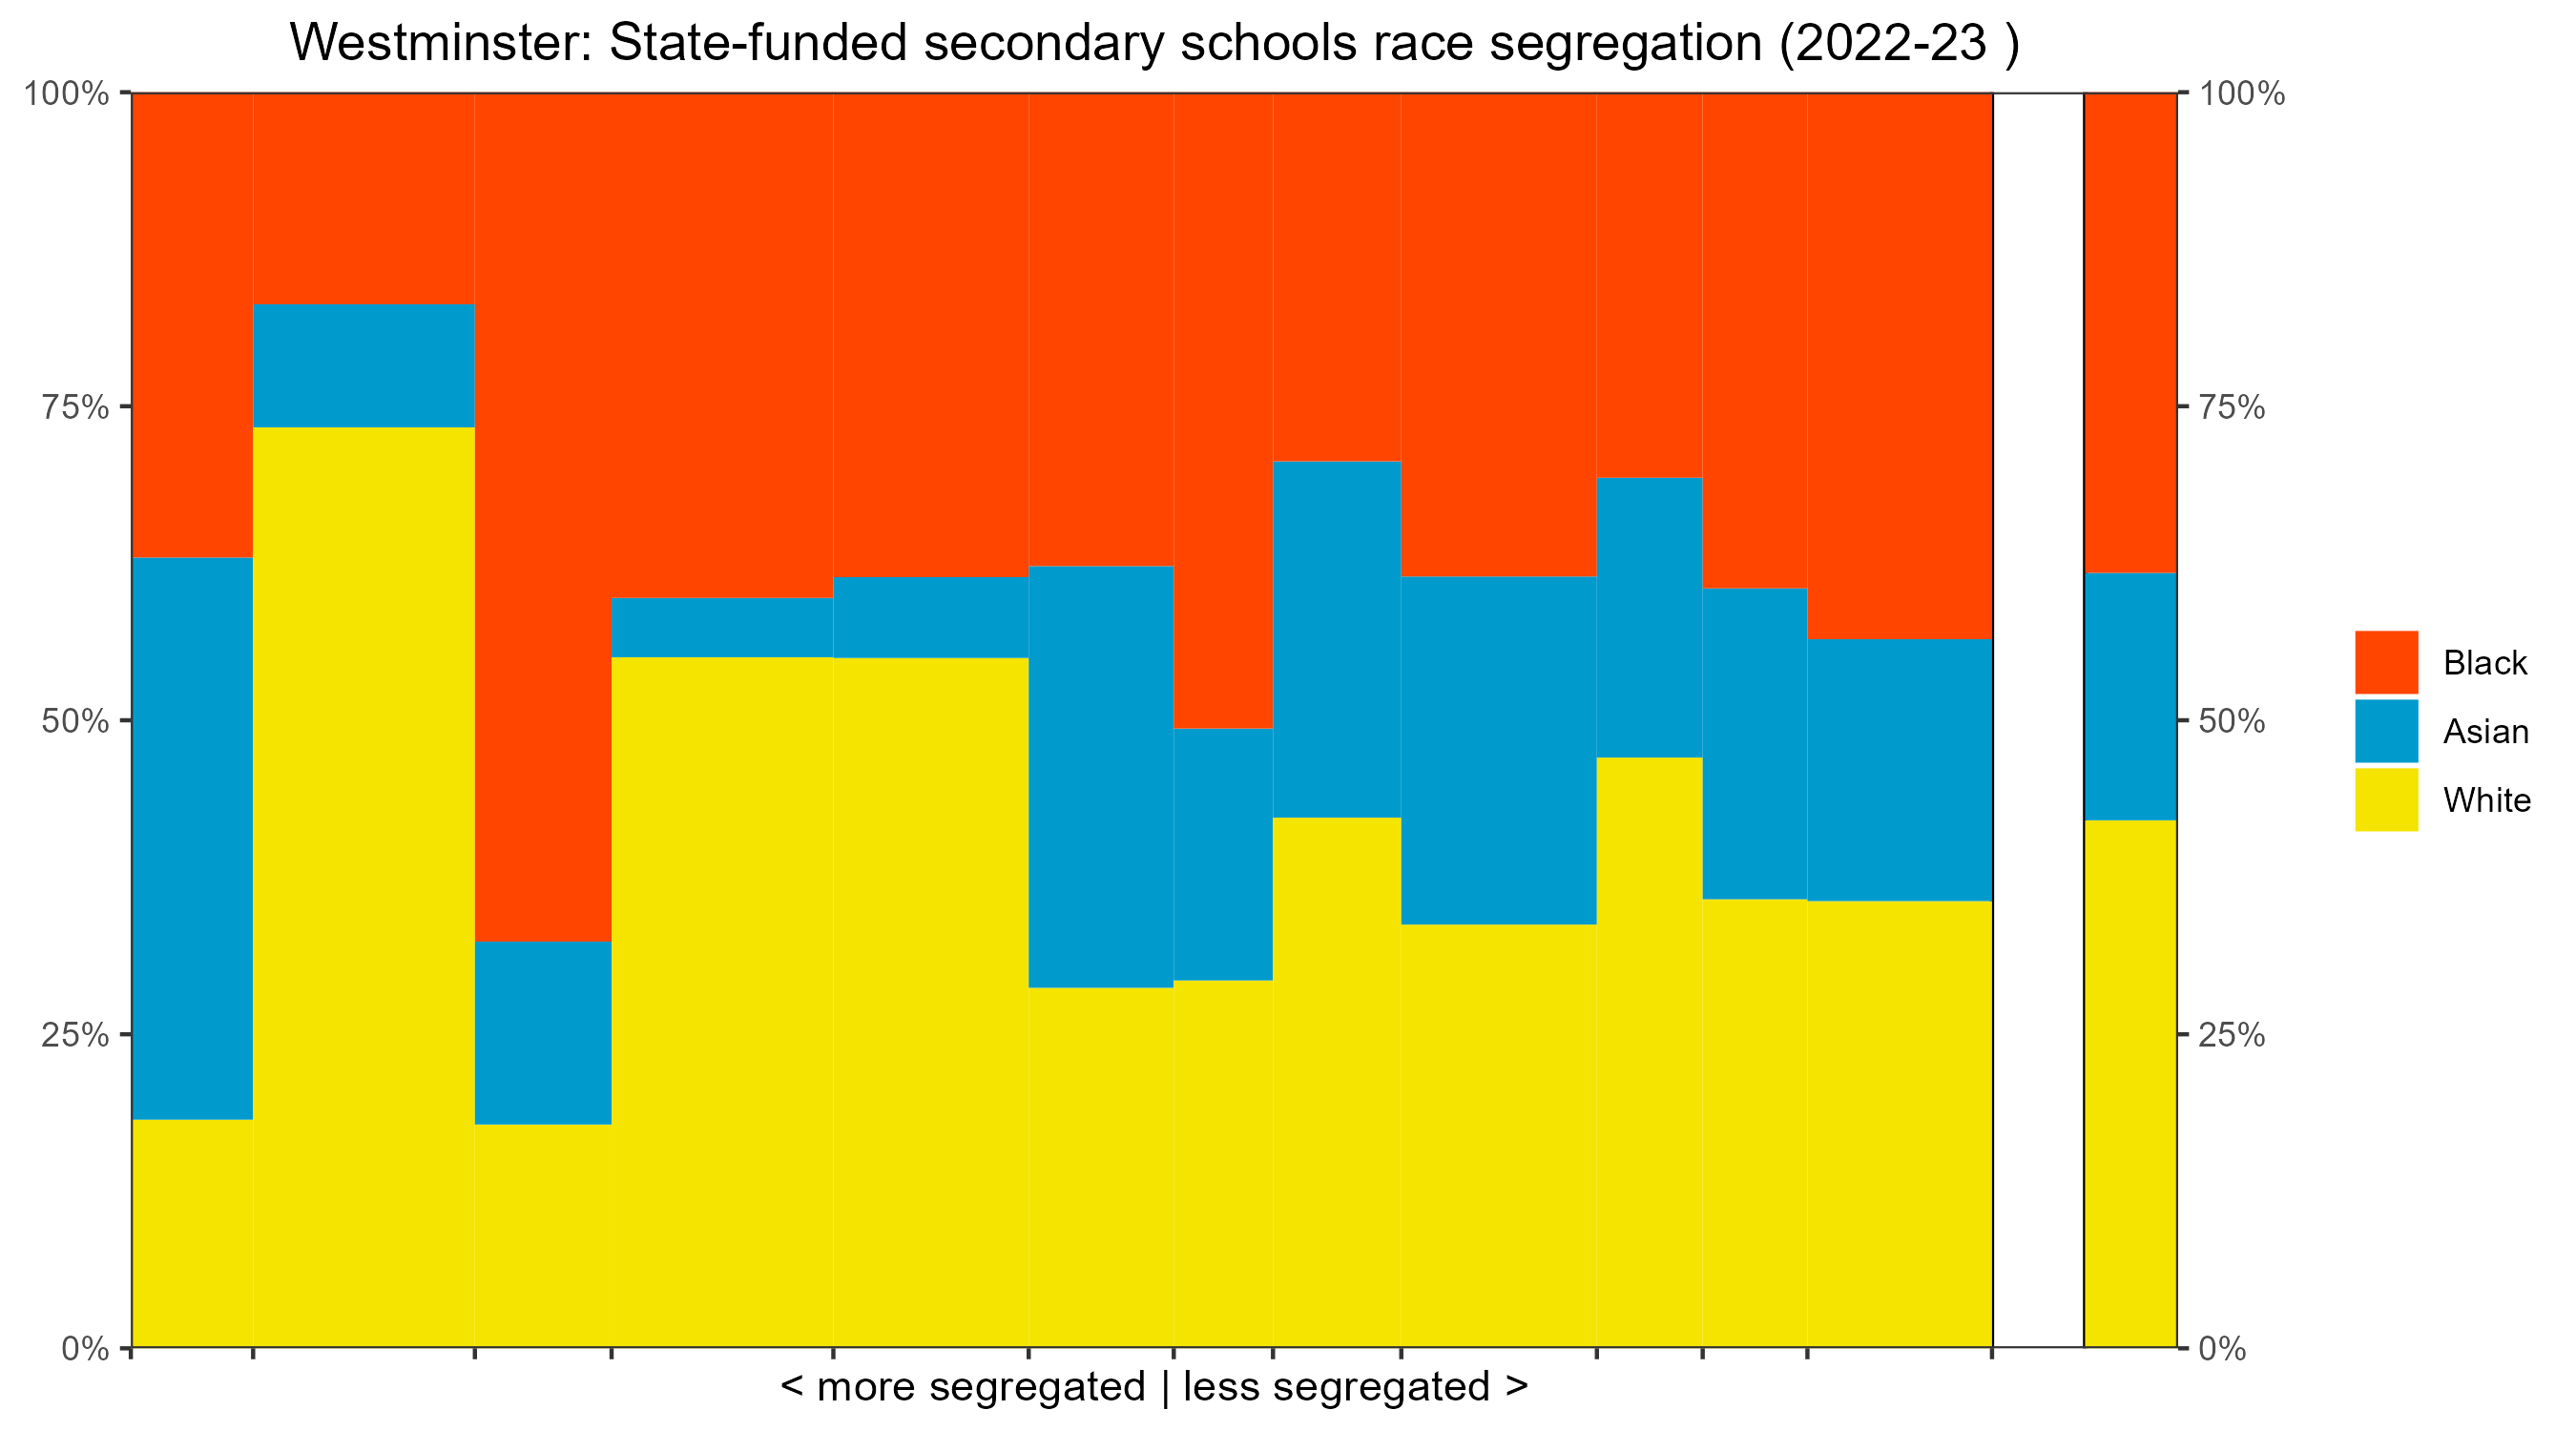 Westminster: State-funded secondary schools race segregation (2022-23 )
100%
75%
50%
25%
0%
100%
75%
50%
25%
0%
Black
Asian
White
< more segregated | less segregated >